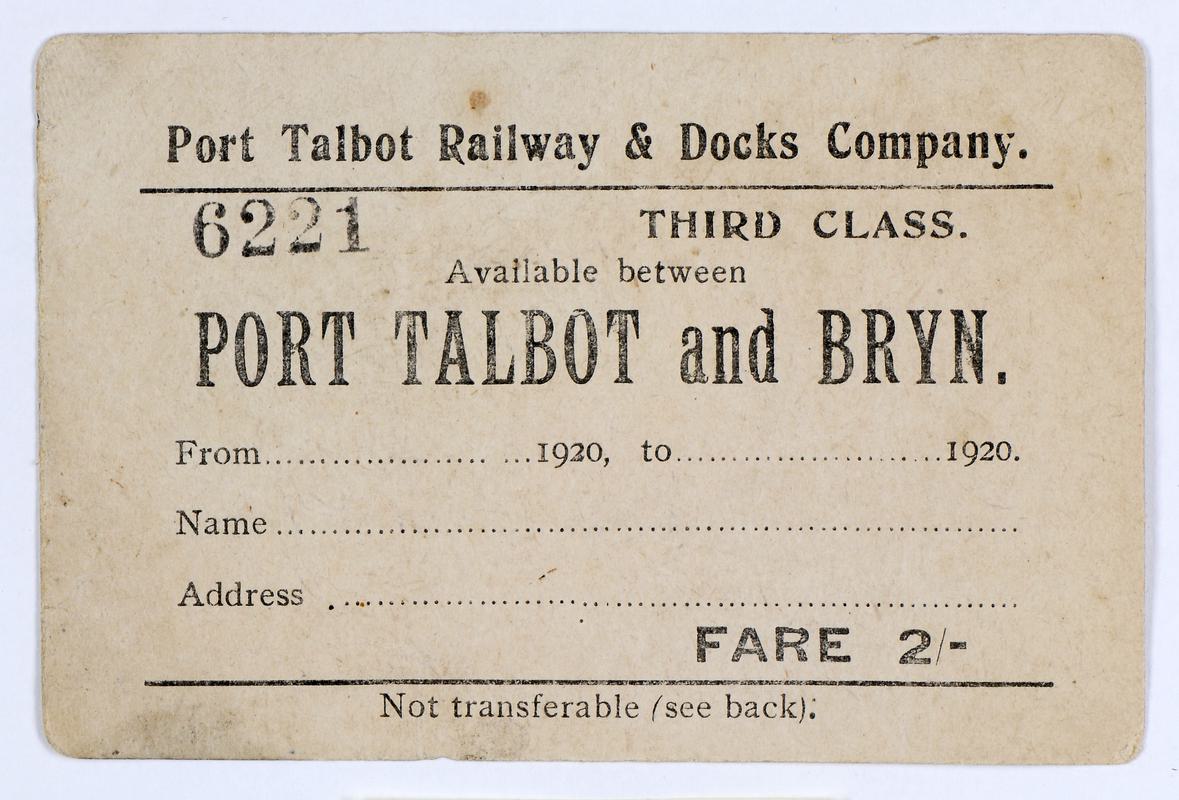 Port Talbot Railway & Docks Company.
6221 THIRD CLASS.
Available between
PORT TALBOT and BRYN.
From...................... ...1920, to.........................1920.
Name..............................................................................
Address ..........................................................................
FARE 2/-
Not transferable (see back).